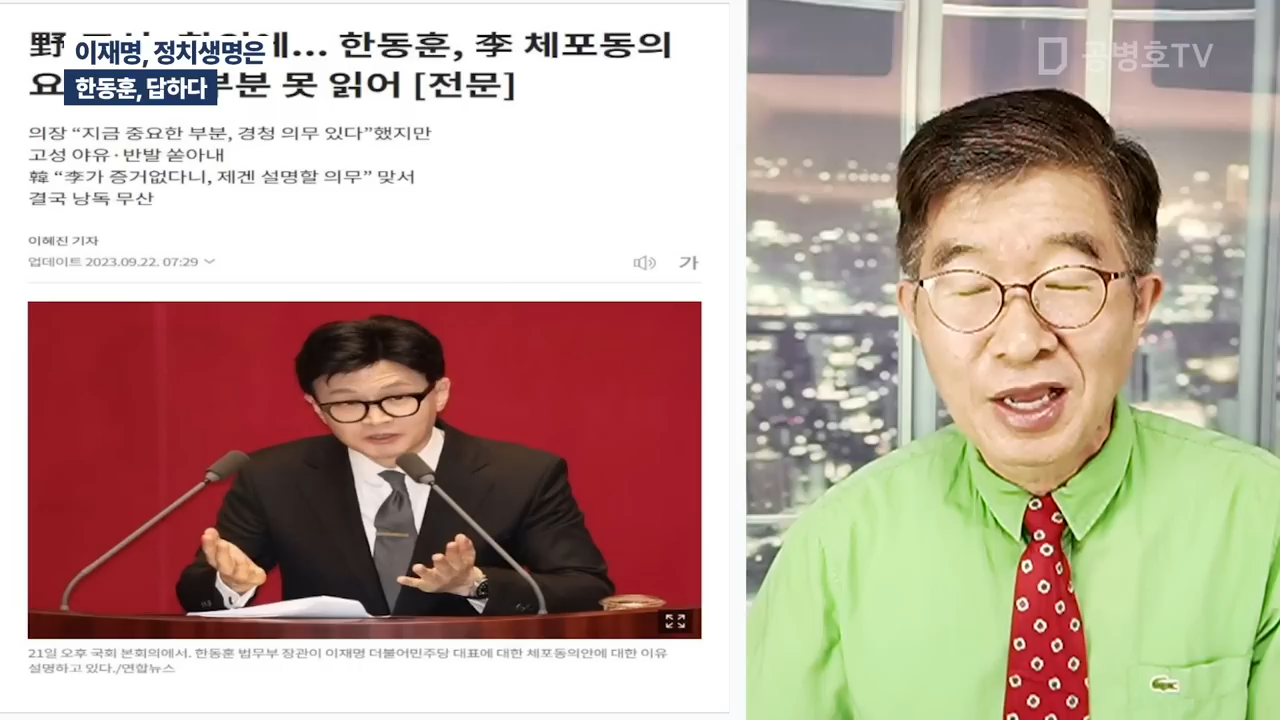 이재명, 정치생명은
한동훈, 답하다
野 한동훈, 李 체포동의
요 부분 못 읽어 [전문]
의장 “지금 중요한 부분, 경청 의무 있다”했지만
고성 야유·반발 쏟아내
韓 “李가 증거없다니, 제겐 설명할 의무” 맞서
결국 낭독 무산
이혜진 기자
업데이트 2023.09.22. 07:29
가
21일 오후 국회 본회의에서. 한동훈 법무부 장관이 이재명 더불어민주당 대표에 대한 체포동의안에 대한 이유
설명하고 있다./연합뉴스
공병호TV